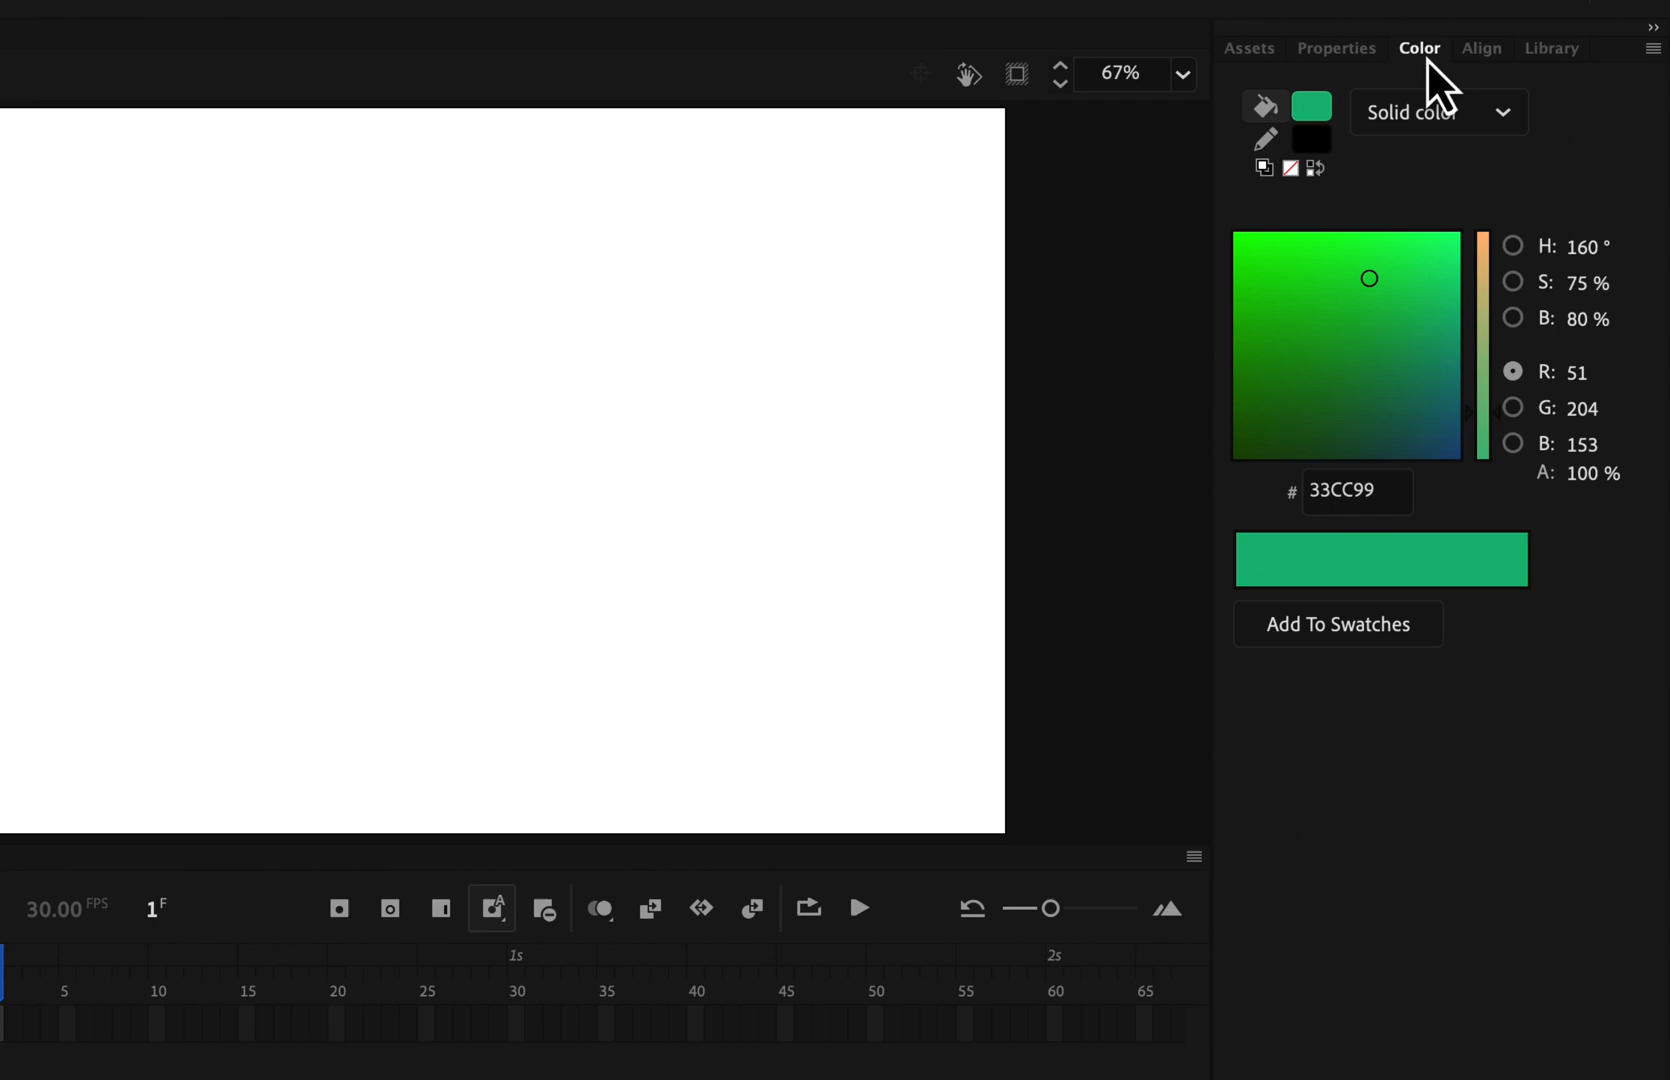 Assets Properties Color Align Library
67%
Solid color
H: 160 °
S: 75 %
B: 80 %
R: 51
G: 204
B: 153
A: 100 %
# 33CC99
Add To Swatches
30.00 FPS 1 F
1s 2s
5 10 15 20 25 30 35 40 45 50 55 60 65